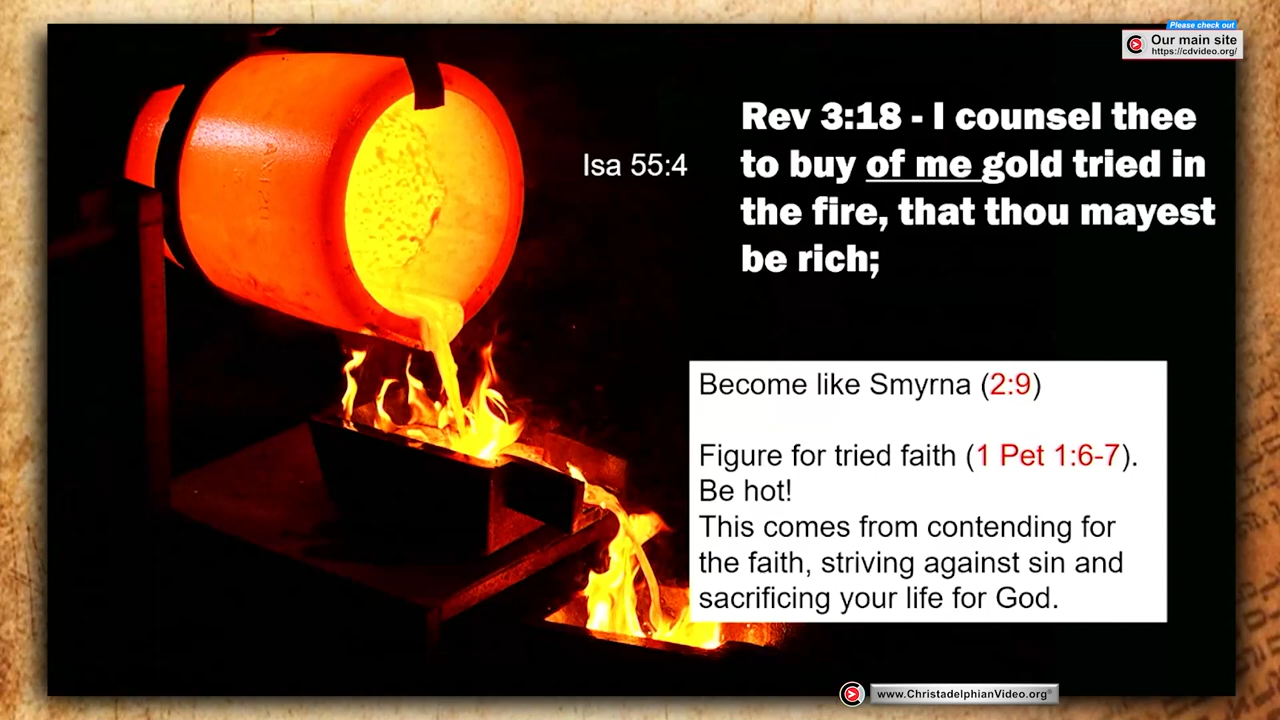 Please check out
Our main site
https://cdvideo.org/
Rev 3:18 - I counsel thee
to buy of me gold tried in
the fire, that thou mayest
be rich;
Isa 55:4
Become like Smyrna (2:9)
Figure for tried faith (1 Pet 1:6-7).
Be hot!
This comes from contending for
the faith, striving against sin and
sacrificing your life for God.
www.ChristadelphianVideo.org